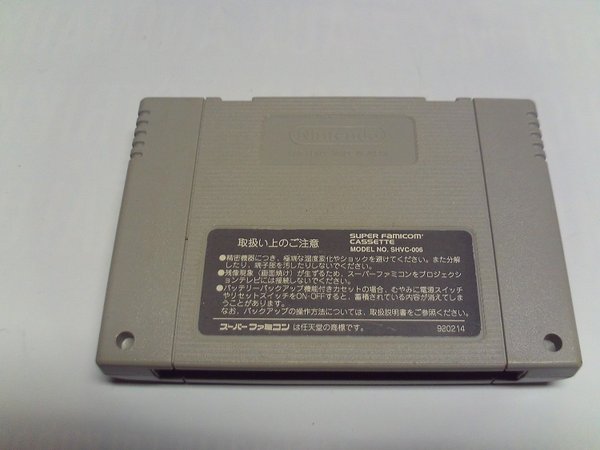 Nintendo
取扱い上のご注意
SUPER FAMICOM
CASSETTE
MODEL NO. SHVC-006
●精密機器につき、極端な温度変化やショックを避けてください。また分解
したり、端子部を汚したりしないでください。
●残像現象(画面焼け)が生ずるため、スーパーファミコンをプロジェクシ
ョンテレビには接続しないでください。
●バッテリーバックアップ機能付きカセットの場合、むやみに電源スイッチ
やリセットスイッチをON-OFFすると、蓄積されている内容が消えてしま
うことがあります。
なお、バックアップの操作方法については、取扱説明書をご参照ください。
スーパーファミコンは任天堂の商標です。
920214